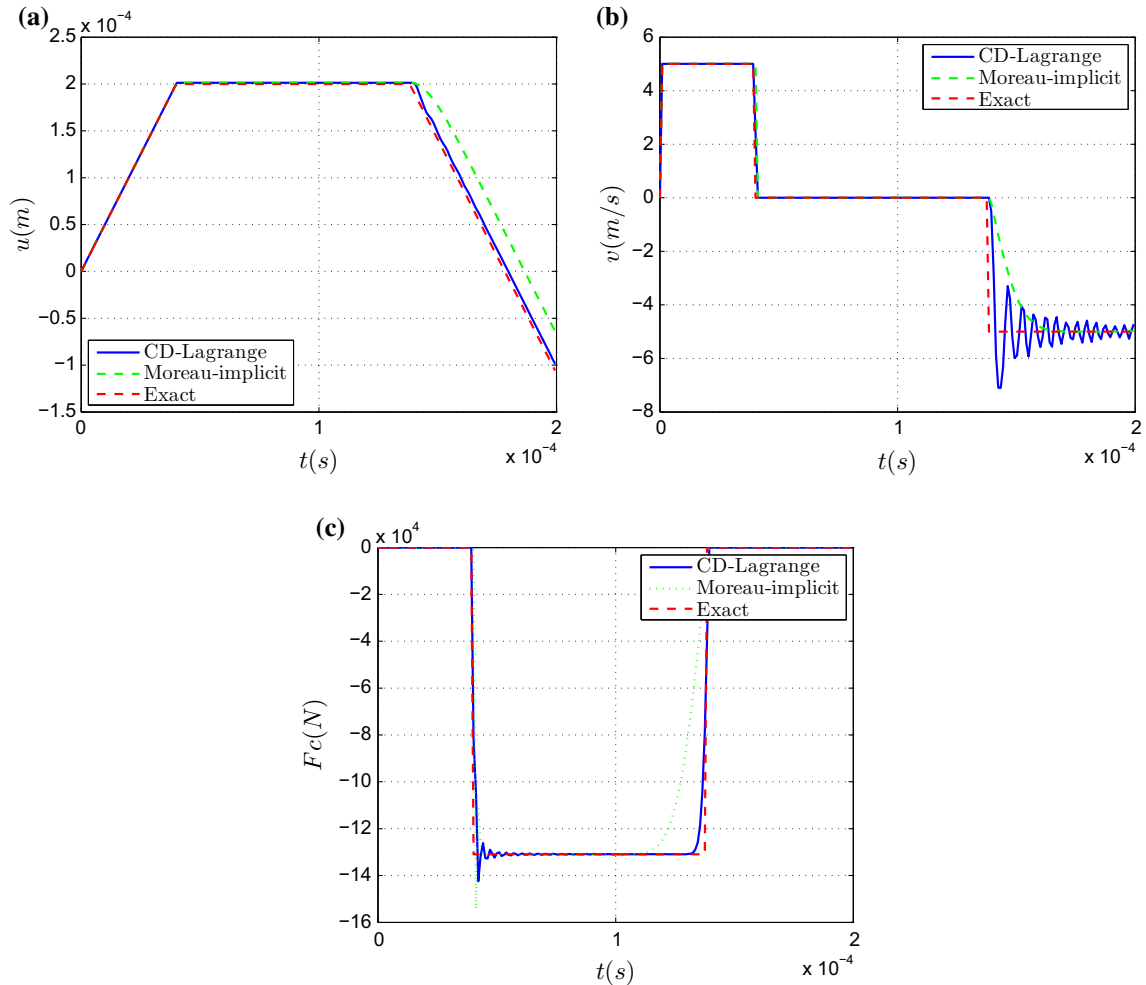 (a)
x 10⁻⁴
2.5
2
1.5
1
0.5
0
−0.5
−1
−1.5
0
1
2
u(m)
t(s)
x 10⁻⁴
CD-Lagrange
Moreau-implicit
Exact
(b)
6
4
2
0
−2
−4
−6
−8
0
1
2
v(m/s)
t(s)
x 10⁻⁴
CD-Lagrange
Moreau-implicit
Exact
(c)
x 10⁴
0
−2
−4
−6
−8
−10
−12
−14
−16
0
1
2
Fc(N)
t(s)
x 10⁻⁴
CD-Lagrange
Moreau-implicit
Exact